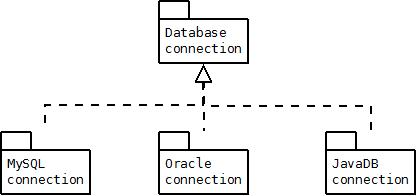 Database
connection
MySQL
connection
Oracle
connection
JavaDB
connection